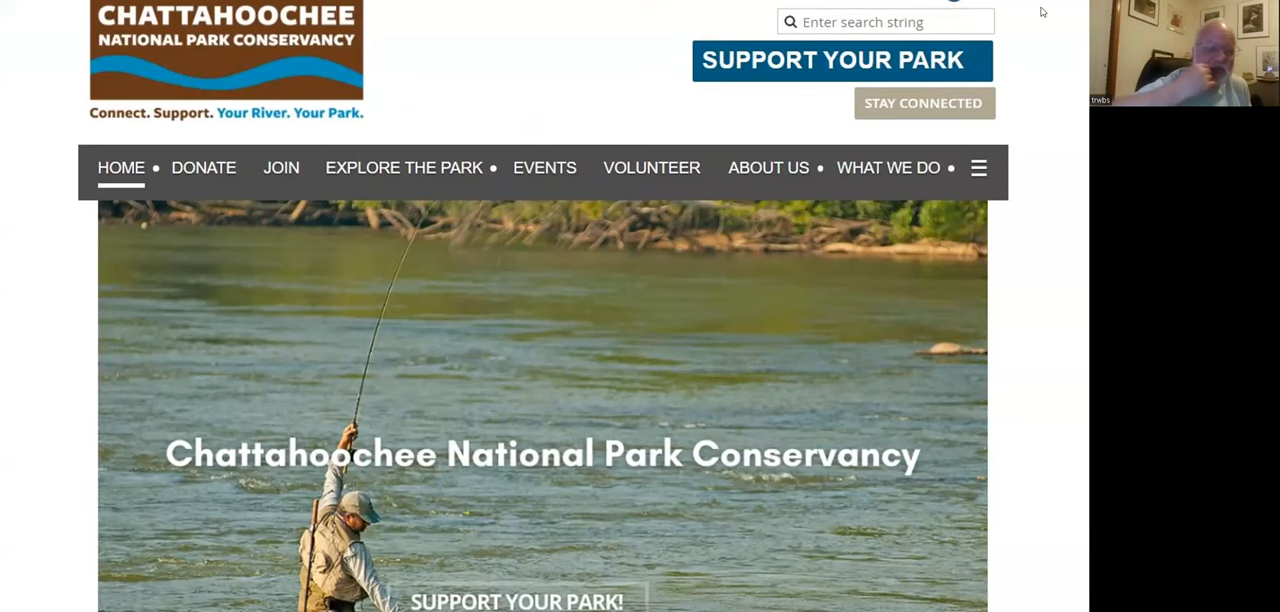 CHATTAHOOCHEE
NATIONAL PARK CONSERVANCY
Connect. Support. Your River. Your Park.
Enter search string
SUPPORT YOUR PARK
STAY CONNECTED
trwbs
HOME • DONATE JOIN EXPLORE THE PARK • EVENTS VOLUNTEER ABOUT US • WHAT WE DO •
Chattahoochee National Park Conservancy
SUPPORT YOUR PARK!